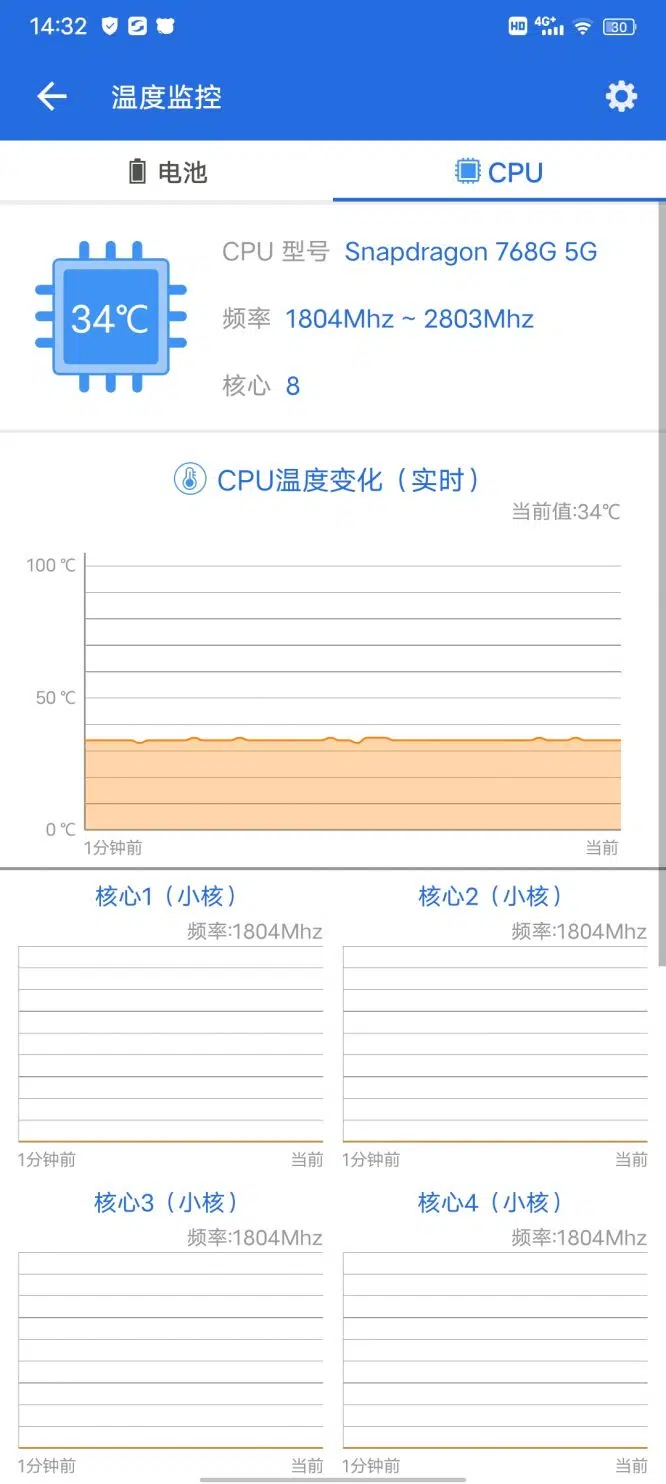 14:32 HD 4G+ 30
温度监控
电池 CPU
34℃
CPU 型号 Snapdragon 768G 5G
频率 1804Mhz ~ 2803Mhz
核心 8
CPU温度变化（实时）
当前值:34℃
100 ℃
50 ℃
0 ℃
1分钟前 当前
核心1（小核） 核心2（小核）
频率:1804Mhz 频率:1804Mhz
1分钟前 当前 1分钟前 当前
核心3（小核） 核心4（小核）
频率:1804Mhz 频率:1804Mhz
1分钟前 当前 1分钟前 当前